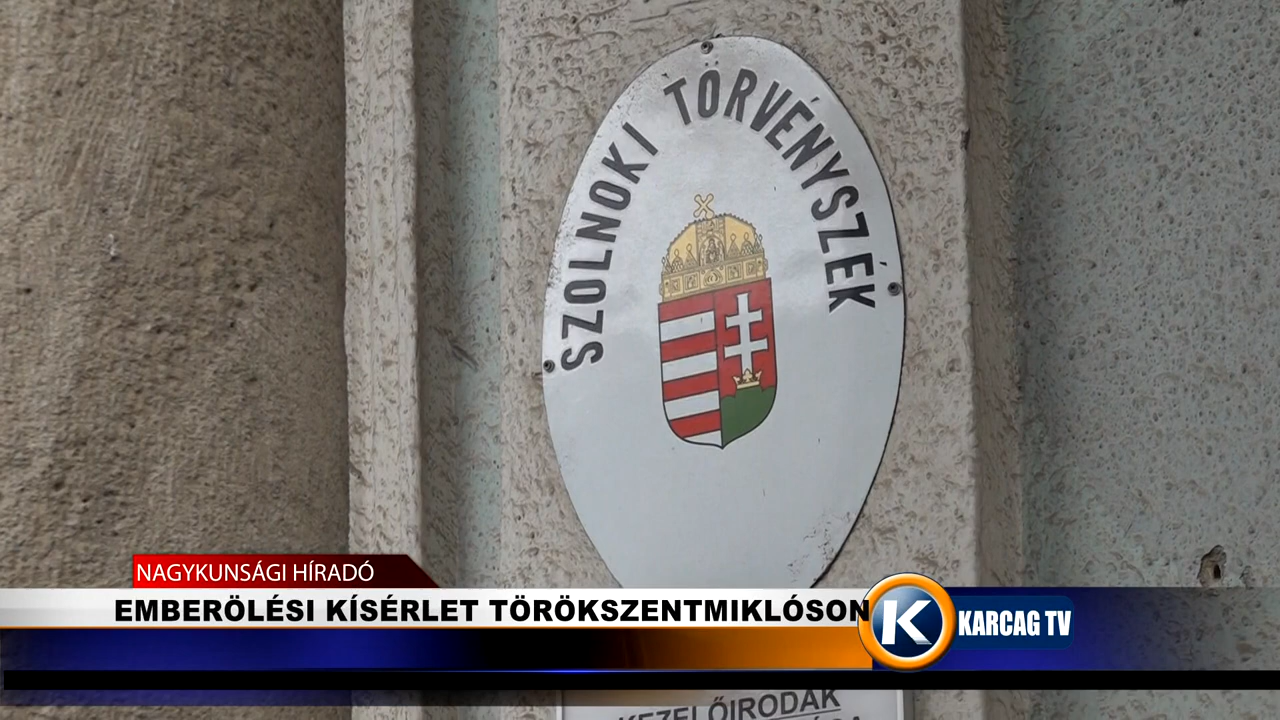 SZOLNOKI TÖRVÉNYSZÉK
NAGYKUNSÁGI HÍRADÓ
EMBERÖLÉSI KÍSÉRLET TÖRÖKSZENTMIKLÓSON
K KARCAG TV
KEZELŐIRODÁK